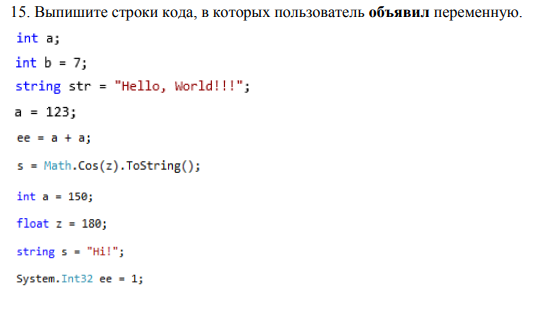 15. Выпишите строки кода, в которых пользователь объявил переменную.
int a;
int b = 7;
string str = "Hello, World!!!";
a = 123;
ee = a + a;
s = Math.Cos(z).ToString();
int a = 150;
float z = 180;
string s = "Hi!";
System.Int32 ee = 1;